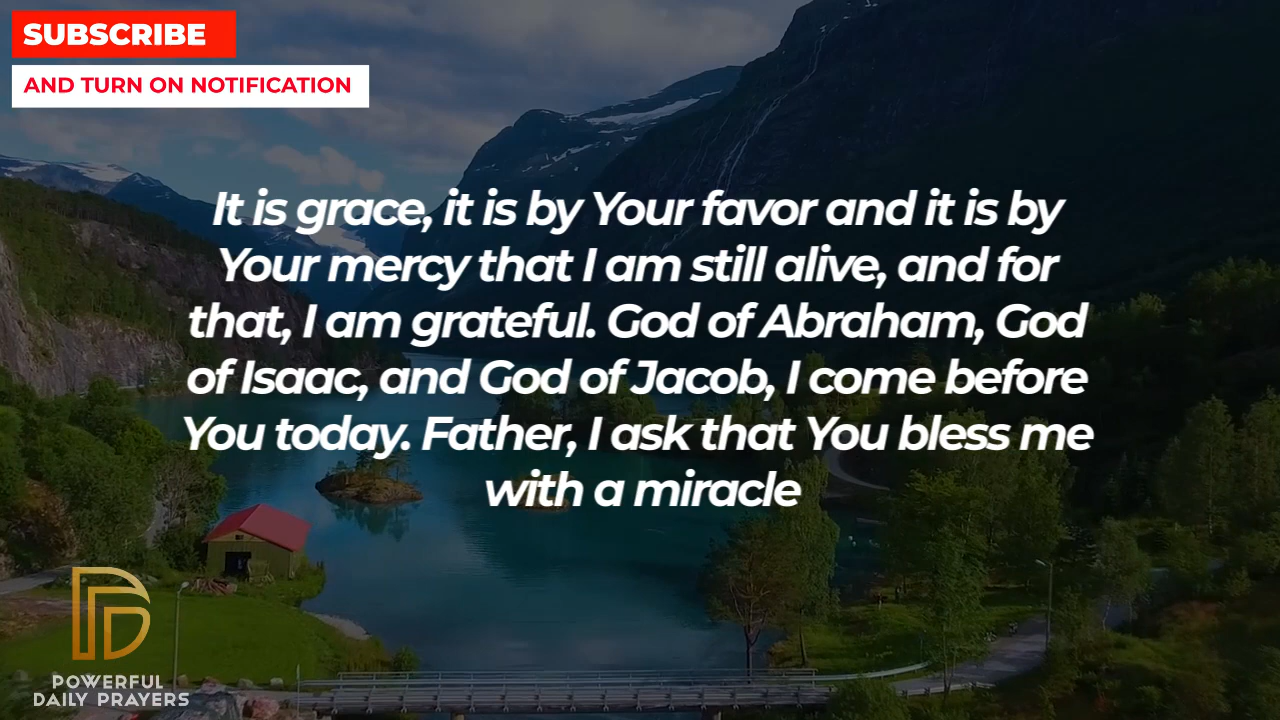 SUBSCRIBE
AND TURN ON NOTIFICATION
It is grace, it is by Your favor and it is by
Your mercy that I am still alive, and for
that, I am grateful. God of Abraham, God
of Isaac, and God of Jacob, I come before
You today. Father, I ask that You bless me
with a miracle
POWERFUL
DAILY PRAYERS